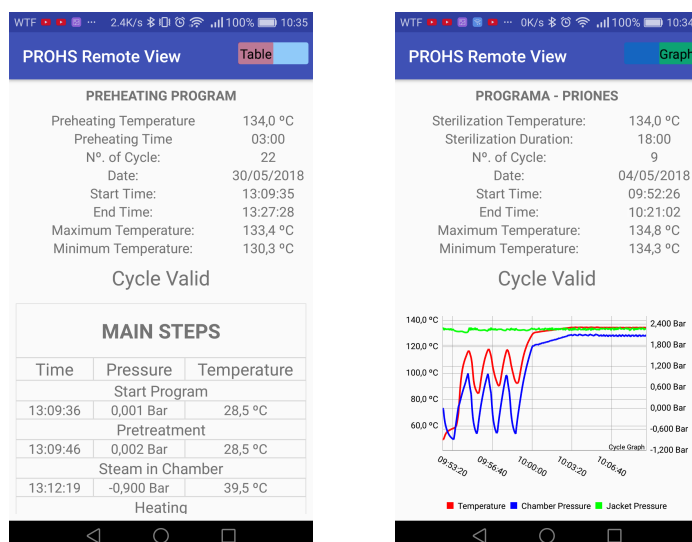 WTF 53 ... 2.4K/s 100% 10:35
PROHS Remote View Table
PREHEATING PROGRAM
Preheating Temperature 134,0 ºC
Preheating Time 03:00
Nº. of Cycle: 22
Date: 30/05/2018
Start Time: 13:09:35
End Time: 13:27:28
Maximum Temperature: 133,4 ºC
Minimum Temperature: 130,3 ºC
Cycle Valid
MAIN STEPS
Time Pressure Temperature
Start Program
13:09:36 0,001 Bar 28,5 ºC
Pretreatment
13:09:46 0,002 Bar 28,5 ºC
Steam in Chamber
13:12:19 -0,900 Bar 39,5 ºC
Heating
WTF ... 0K/s 100% 10:34
PROHS Remote View Graph
PROGRAMA - PRIONES
Sterilization Temperature: 134,0 ºC
Sterilization Duration: 18:00
Nº. of Cycle: 9
Date: 04/05/2018
Start Time: 09:52:26
End Time: 10:21:02
Maximum Temperature: 134,8 ºC
Minimum Temperature: 134,3 ºC
Cycle Valid
140,0 ºC 2,400 Bar
120,0 ºC 1,800 Bar
100,0 ºC 1,200 Bar
80,0 ºC 0,600 Bar
60,0 ºC 0,000 Bar
-0,600 Bar
Cycle Graph -1,200 Bar
09:53:20 09:56:40 10:00:00 10:03:20 10:06:40
Temperature Chamber Pressure Jacket Pressure